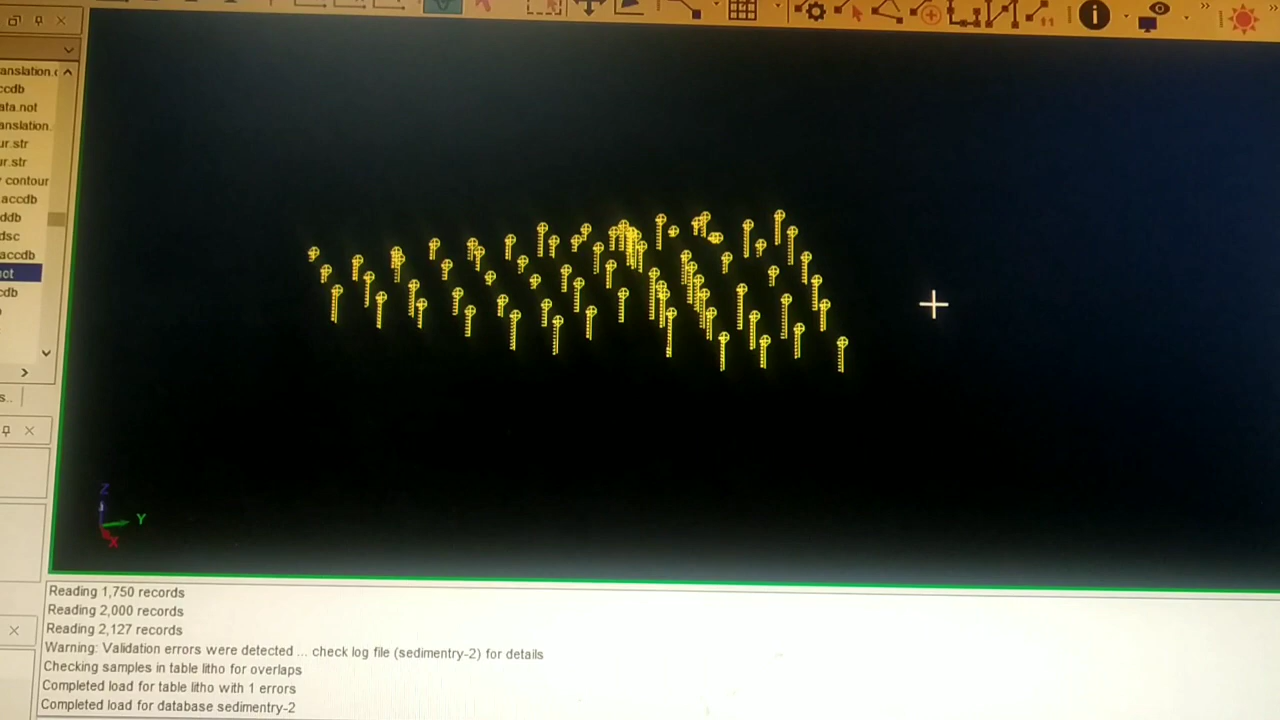 anslation.c
ccdb
ata.not
anslation.
ur.str
ur.str
contour
accdb
ddb
dsc
accdb
not
cdb
s..
Z
Y
X
Reading 1,750 records
Reading 2,000 records
Reading 2,127 records
Warning: Validation errors were detected ... check log file (sedimentry-2) for details
Checking samples in table litho for overlaps
Completed load for table litho with 1 errors
Completed load for database sedimentry-2